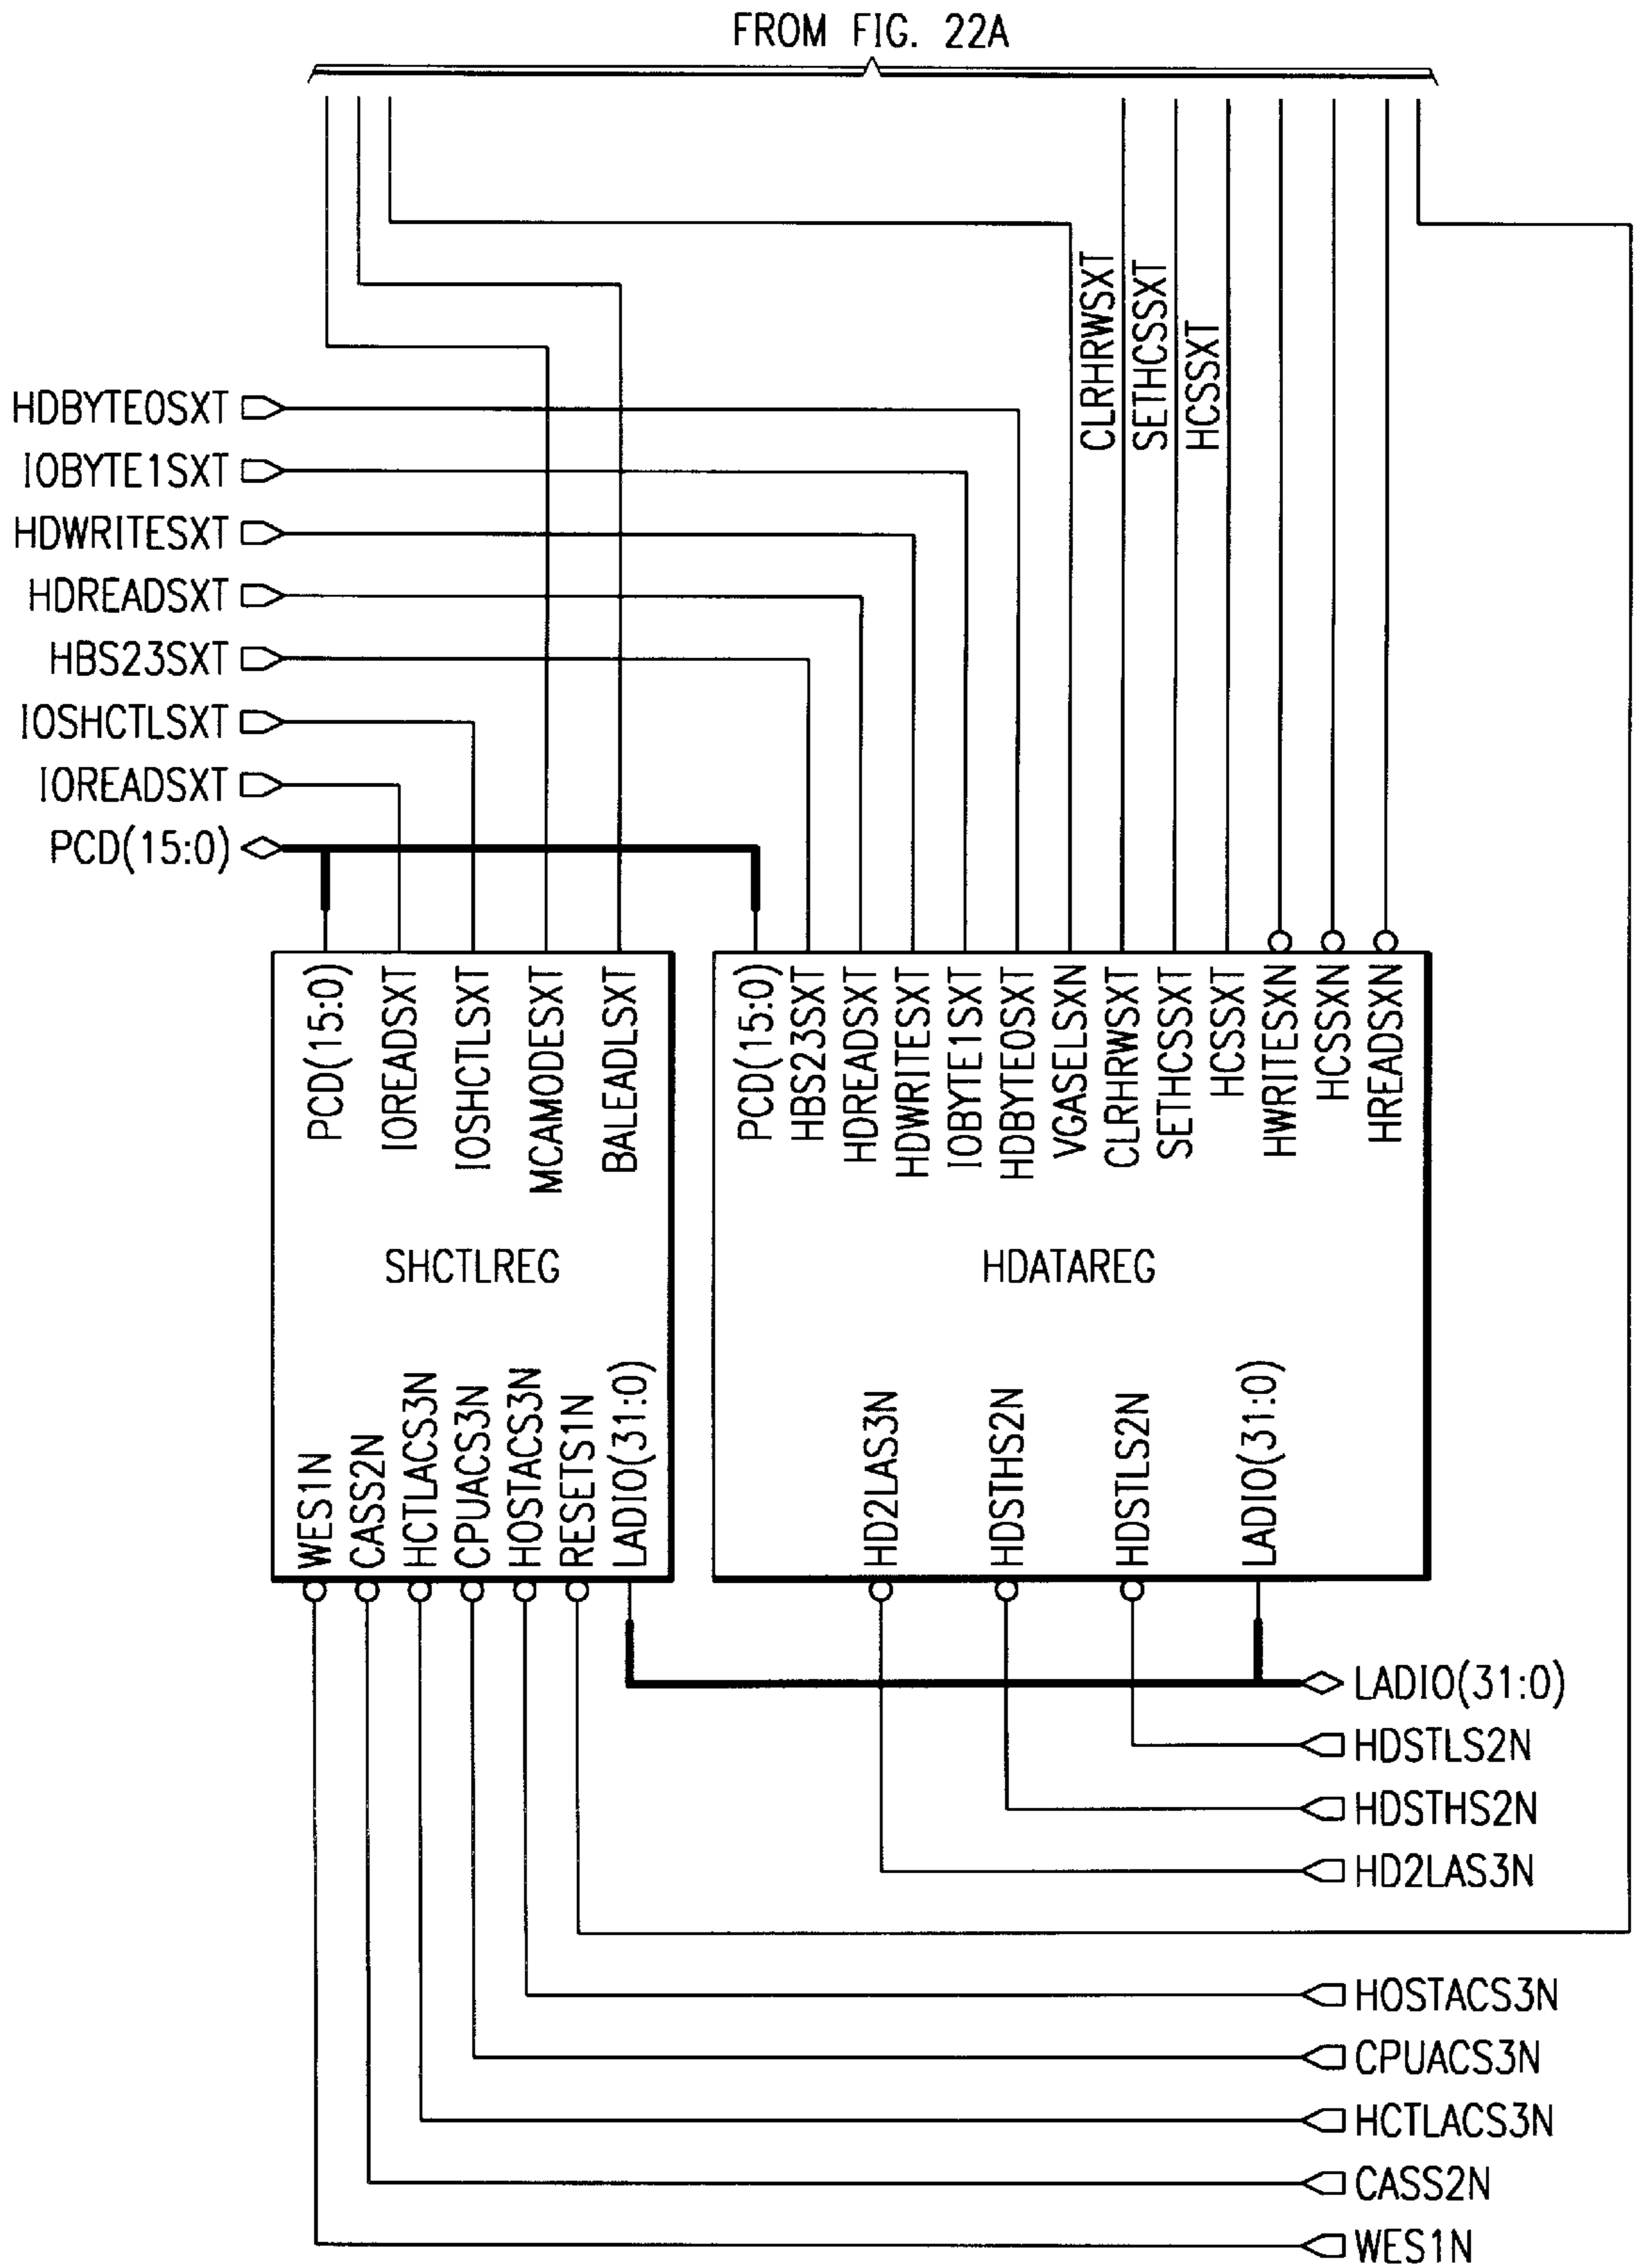 FROM FIG. 22A
CLRHRWSXT
SETHCSSXT
HCSSXT
HDBYTE0SXT
IOBYTE1SXT
HDWRITESXT
HDREADSXT
HBS23SXT
IOSHCTLSXT
IOREADSXT
PCD(15:0)
PCD(15:0)
IOREADSXT
IOSHCTLSXT
MCAMODESXT
BALEADLSXT
PCD(15:0)
HBS23SXT
HDREADSXT
HDWRITESXT
IOBYTE1SXT
HDBYTE0SXT
VGASELSXN
CLRHRWSXT
SETHCSSXT
HCSSXT
HWRITESXN
HCSSXN
HREADSXN
SHCTLREG
HDATAREG
WES1N
CASS2N
HCTLACS3N
CPUACS3N
HOSTACS3N
RESETS1N
LADIO(31:0)
HD2LAS3N
HDSTHS2N
HDSTLS2N
LADIO(31:0)
LADIO(31:0)
HDSTLS2N
HDSTHS2N
HD2LAS3N
HOSTACS3N
CPUACS3N
HCTLACS3N
CASS2N
WES1N